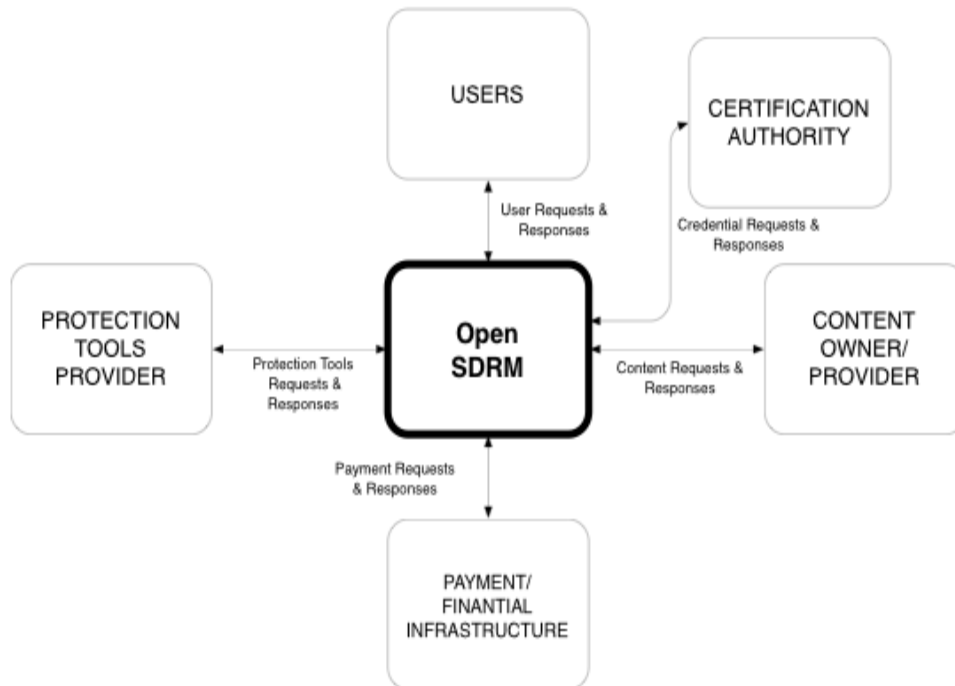 USERS
CERTIFICATION
AUTHORITY
User Requests &
Responses
Credential Requests &
Responses
PROTECTION
TOOLS
PROVIDER
Protection Tools
Requests &
Responses
Open
SDRM
Content Requests &
Responses
CONTENT
OWNER/
PROVIDER
Payment Requests
& Responses
PAYMENT/
FINANTIAL
INFRASTRUCTURE